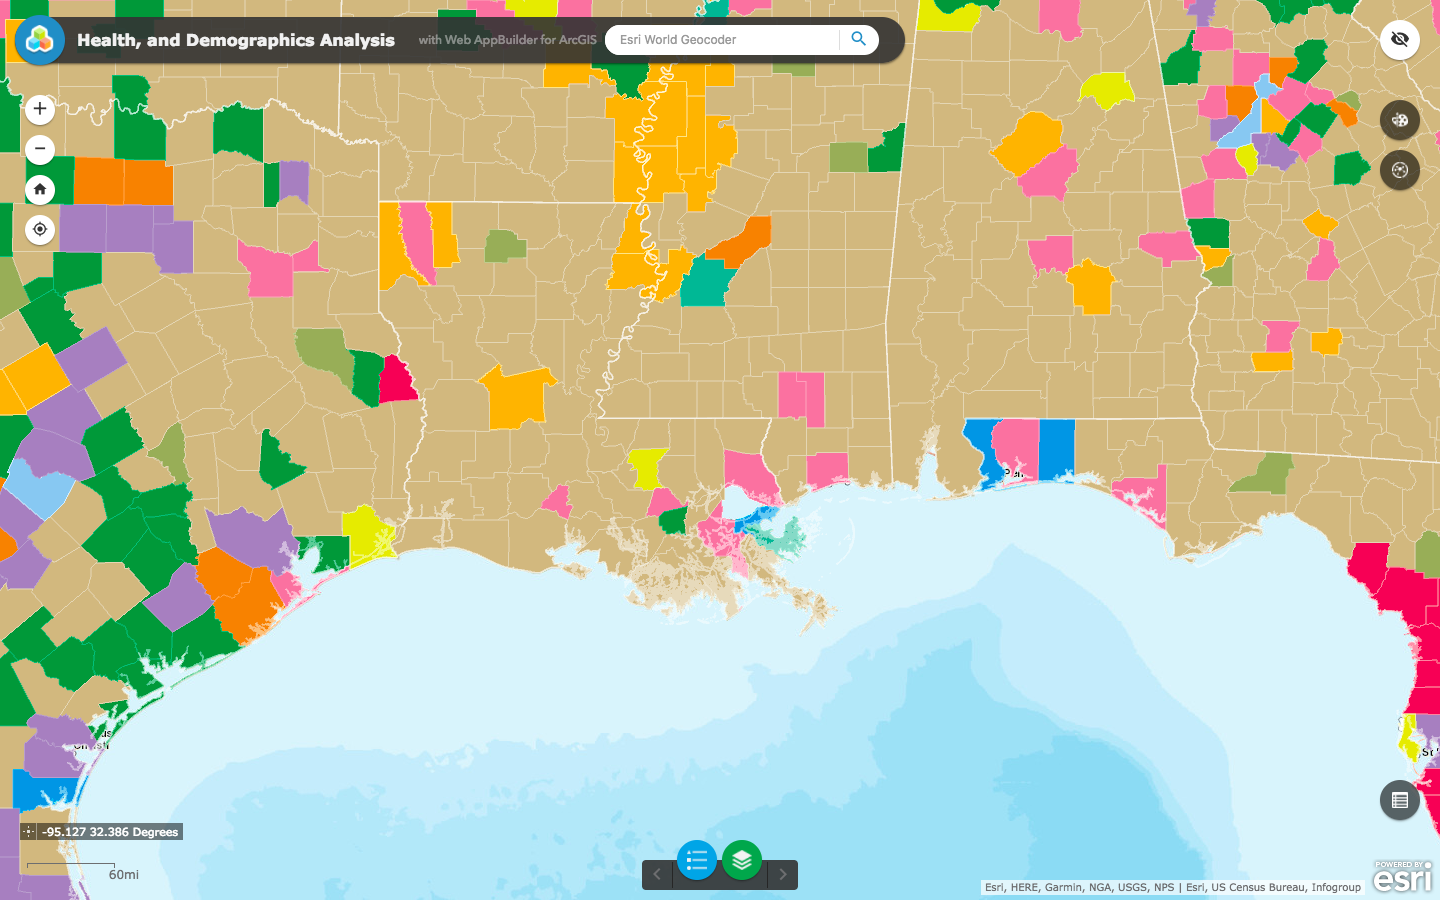 Health, and Demographics Analysis
with Web AppBuilder for ArcGIS
Esri World Geocoder
-95.127 32.386 Degrees
60mi
Esri, HERE, Garmin, NGA, USGS, NPS | Esri, US Census Bureau, Infogroup
POWERED BY
esri